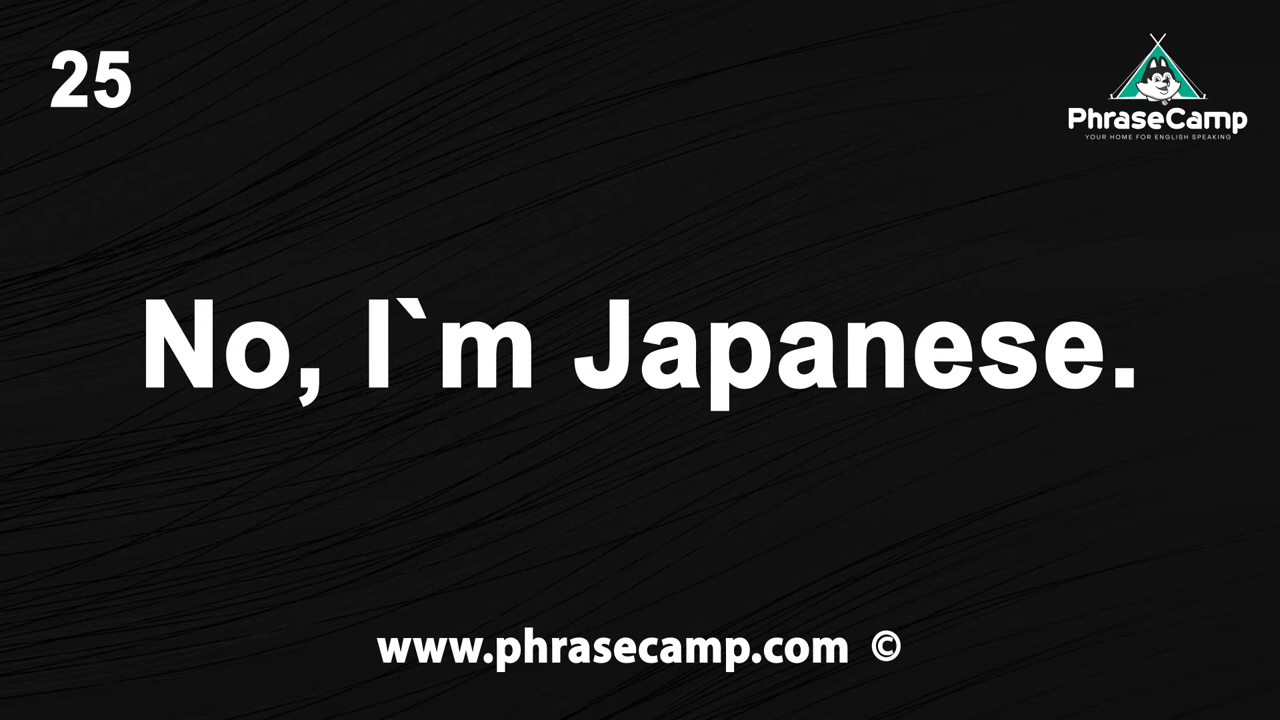 25
PhraseCamp
YOUR HOME FOR ENGLISH SPEAKING
No, I`m Japanese.
www.phrasecamp.com ©